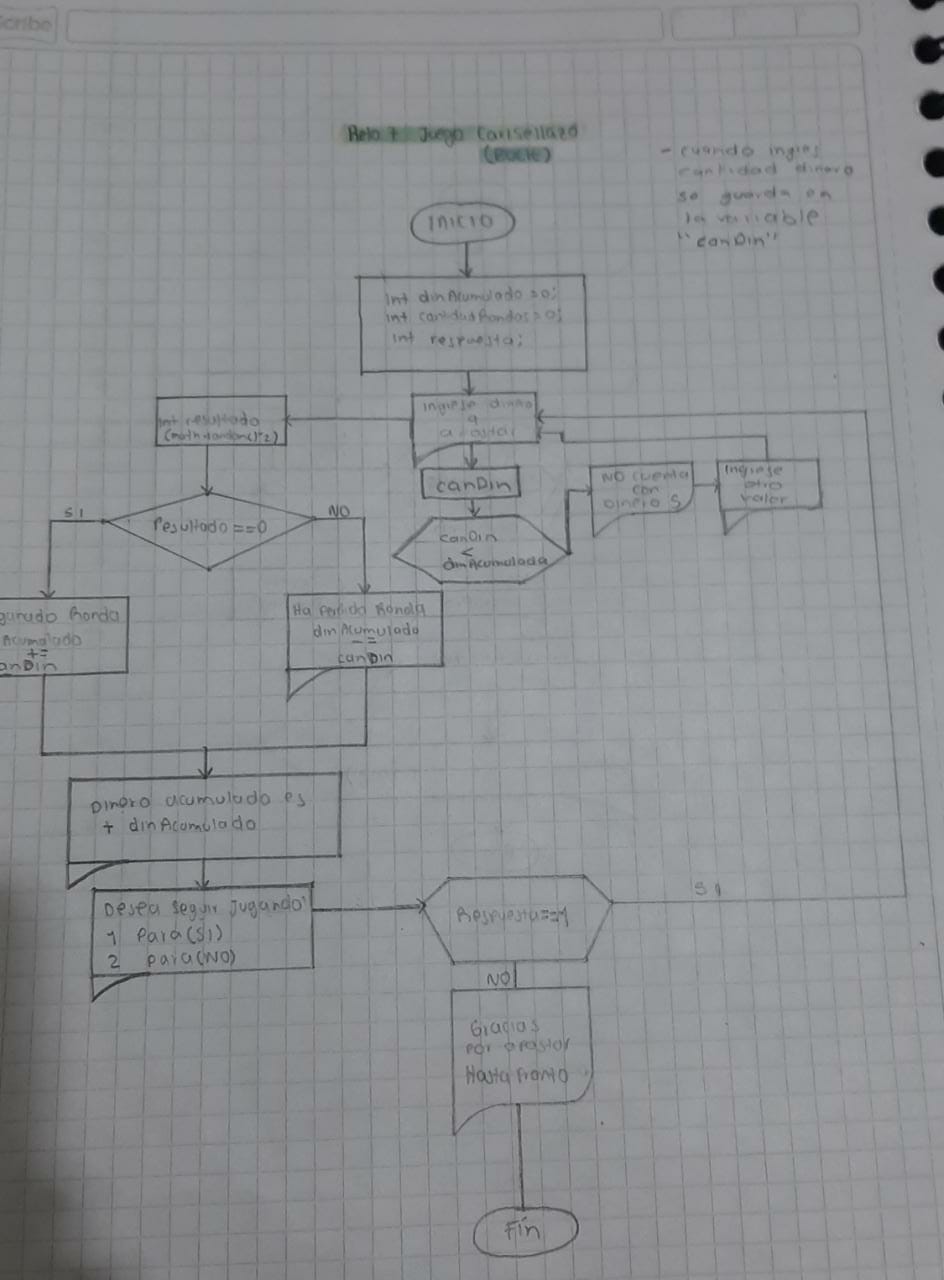 cribe
Reto 7 Juego Carisellazo
(BUCLE)
- cuando ingres
cantidad dinero
se guarda en
la variable
"canDin"
INICIO
Int dinAcumulado = 0;
Int cantidadRondas = 0;
Int respuesta;
Ingrese dinero
a
apostar
Int resultado
(math.random()*2)
canDin
NO cuenta
con
dinero $
Ingrese
otro
valor
canDin
<
dinAcumulada
Resultado ==0
SI
NO
ganado Ronda
Acumulado
+=
anDin
Ha perdido Ronda
dinAcumulado
-=
canDin
Dinero acumulado es
+ dinAcumulado
Desea seguir jugando
1 para(SI)
2 para(NO)
Respuesta==1
SI
NO
Gracias
por apostar
Hasta Pronto
Fin